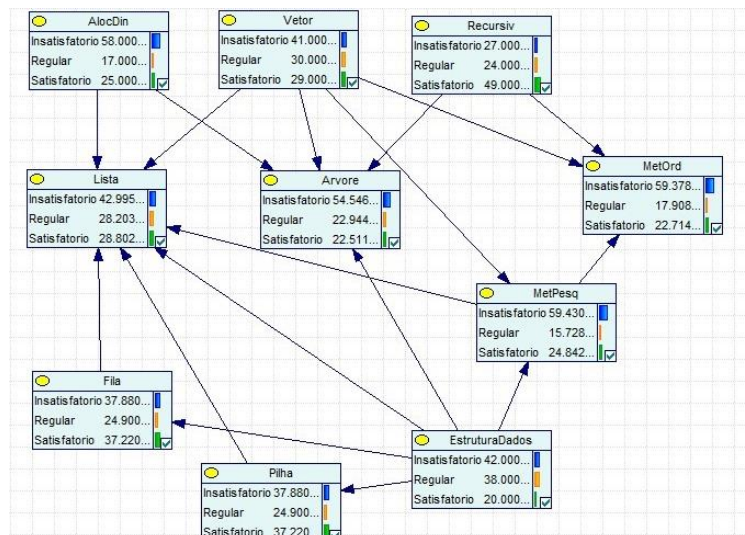 AlocDin
Insatisfatorio 58.000...
Regular 17.000...
Satisfatorio 25.000...
Vetor
Insatisfatorio 41.000...
Regular 30.000...
Satisfatorio 29.000...
Recursiv
Insatisfatorio 27.000...
Regular 24.000...
Satisfatorio 49.000...
Lista
Insatisfatorio 42.995...
Regular 28.203...
Satisfatorio 28.802...
Arvore
Insatisfatorio 54.546...
Regular 22.944...
Satisfatorio 22.511...
MetOrd
Insatisfatorio 59.378...
Regular 17.908...
Satisfatorio 22.714...
MetPesq
Insatisfatorio 59.430...
Regular 15.728...
Satisfatorio 24.842...
Fila
Insatisfatorio 37.880...
Regular 24.900...
Satisfatorio 37.220...
EstruturaDados
Insatisfatorio 42.000...
Regular 38.000...
Satisfatorio 20.000...
Pilha
Insatisfatorio 37.880...
Regular 24.900...
Satisfatorio 37.220...